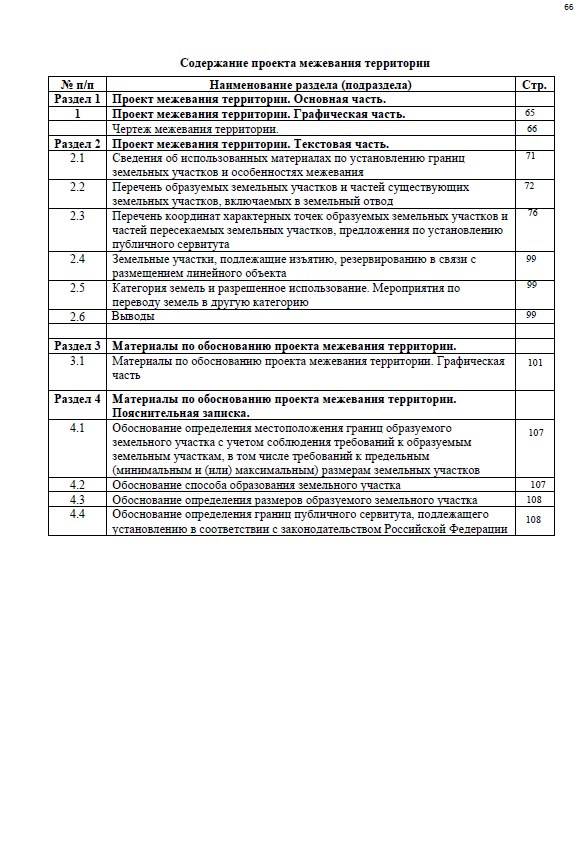 66
Содержание проекта межевания территории
№ п/п Наименование раздела (подраздела) Стр.
Раздел 1 Проект межевания территории. Основная часть.
1 Проект межевания территории. Графическая часть. 65
Чертеж межевания территории. 66
Раздел 2 Проект межевания территории. Текстовая часть.
2.1 Сведения об использованных материалах по установлению границ 71
земельных участков и особенностях межевания
2.2 Перечень образуемых земельных участков и частей существующих 72
земельных участков, включаемых в земельный отвод
2.3 Перечень координат характерных точек образуемых земельных участков и 76
частей пересекаемых земельных участков, предложения по установлению
публичного сервитута
2.4 Земельные участки, подлежащие изъятию, резервированию в связи с 99
размещением линейного объекта
2.5 Категория земель и разрешенное использование. Мероприятия по 99
переводу земель в другую категорию
2.6 Выводы 99
Раздел 3 Материалы по обоснованию проекта межевания территории.
3.1 Материалы по обоснованию проекта межевания территории. Графическая 101
часть
Раздел 4 Материалы по обоснованию проекта межевания территории.
Пояснительная записка.
4.1 Обоснование определения местоположения границ образуемого 107
земельного участка с учетом соблюдения требований к образуемым
земельным участкам, в том числе требований к предельным
(минимальным и (или) максимальным) размерам земельных участков
4.2 Обоснование способа образования земельного участка 107
4.3 Обоснование определения размеров образуемого земельного участка 108
4.4 Обоснование определения границ публичного сервитута, подлежащего 108
установлению в соответствии с законодательством Российской Федерации